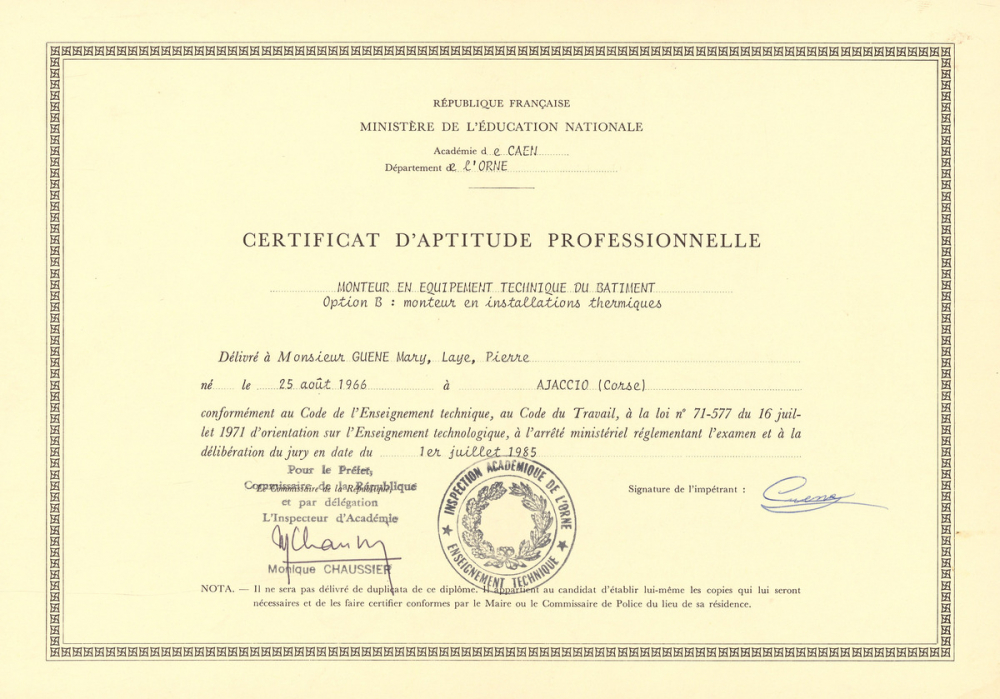 RÉPUBLIQUE FRANÇAISE
MINISTÈRE DE L'ÉDUCATION NATIONALE
Académie d e CAEN
Département de L'ORNE
CERTIFICAT D'APTITUDE PROFESSIONNELLE
MONTEUR EN EQUIPEMENT TECHNIQUE DU BATIMENT
Option B : monteur en installations thermiques
Délivré à Monsieur GUENE Mary, Laye, Pierre
né le 25 août 1966 à AJACCIO (Corse)
conformément au Code de l'Enseignement technique, au Code du Travail, à la loi n° 71-577 du 16 juil-
let 1971 d'orientation sur l'Enseignement technologique, à l'arrêté ministériel réglementant l'examen et à la
délibération du jury en date du 1er juillet 1985
Pour le Préfet,
Commissaire de la République
Le Commissaire de la République,
et par délégation
L'Inspecteur d'Académie
MChaussier
Monique CHAUSSIER
INSPECTION ACADÉMIQUE DE L'ORNE
★ ENSEIGNEMENT TECHNIQUE ★
Signature de l'impétrant :
Guene
NOTA. — Il ne sera pas délivré de duplicata de ce diplôme. Il appartient au candidat d'établir lui-même les copies qui lui seront
nécessaires et de les faire certifier conformes par le Maire ou le Commissaire de Police du lieu de sa résidence.